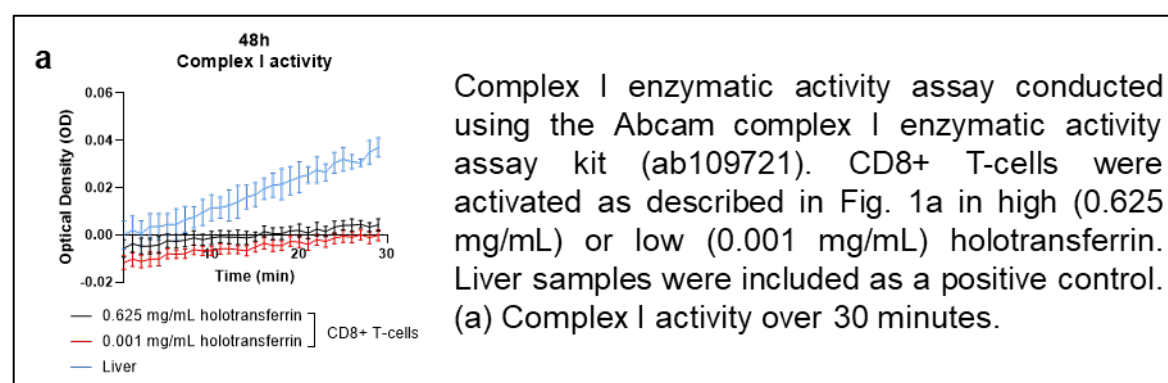 a
48h
Complex I activity
0.06
0.04
0.02
0.00
-0.02
Optical Density (OD)
10
20
30
Time (min)
0.625 mg/mL holotransferrin
0.001 mg/mL holotransferrin
CD8+ T-cells
Liver
Complex I enzymatic activity assay conducted
using the Abcam complex I enzymatic activity
assay kit (ab109721). CD8+ T-cells were
activated as described in Fig. 1a in high (0.625
mg/mL) or low (0.001 mg/mL) holotransferrin.
Liver samples were included as a positive control.
(a) Complex I activity over 30 minutes.